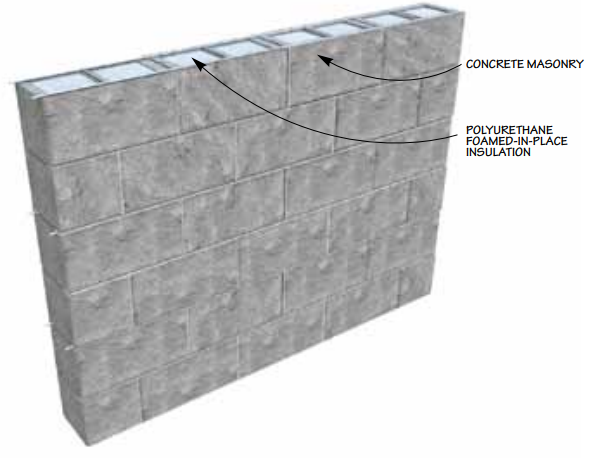 CONCRETE MASONRY
POLYURETHANE
FOAMED-IN-PLACE
INSULATION